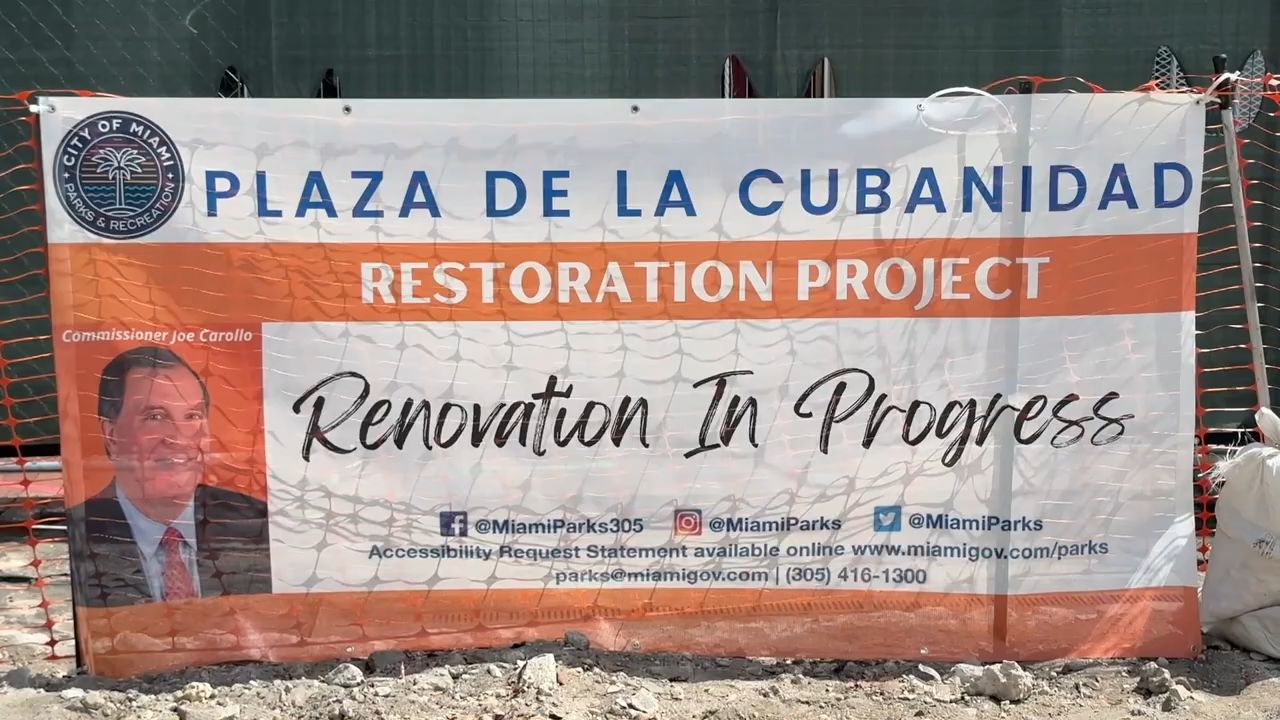 CITY OF MIAMI
PARKS & RECREATION
PLAZA DE LA CUBANIDAD
RESTORATION PROJECT
Commissioner Joe Carollo
Renovation In Progress
@MiamiParks305 @MiamiParks @MiamiParks
Accessibility Request Statement available online www.miamigov.com/parks
parks@miamigov.com | (305) 416-1300